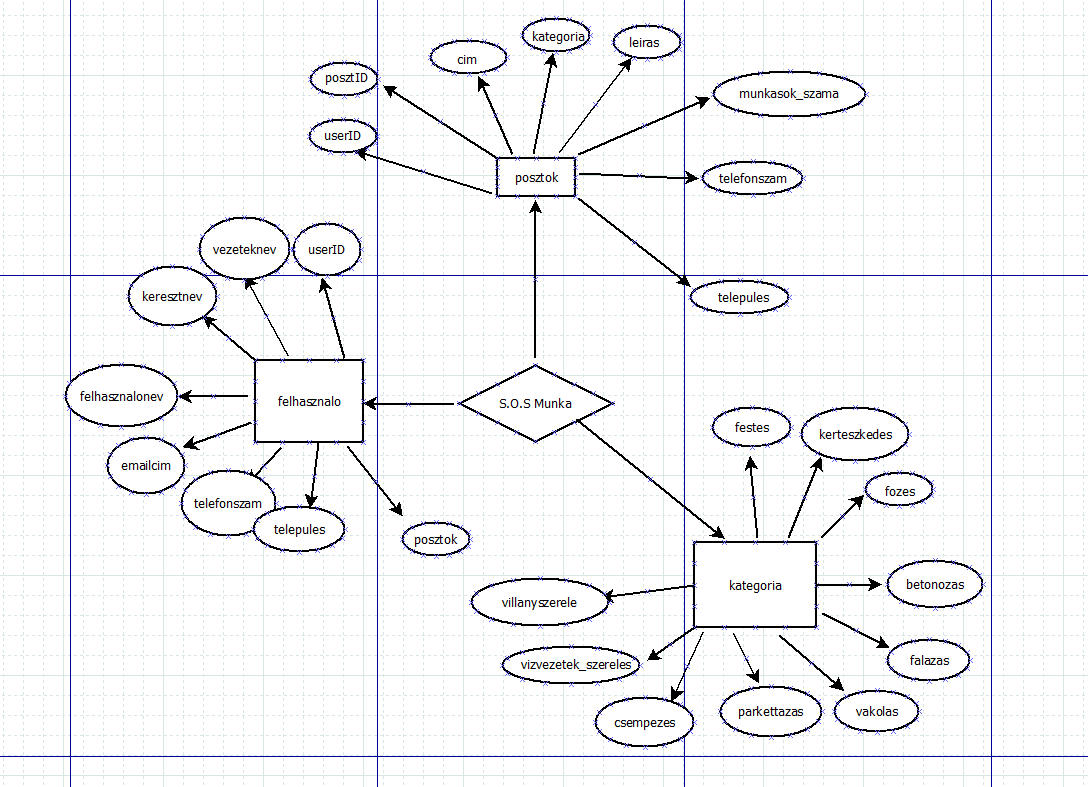 kategoria
leiras
cim
posztID
munkasok_szama
userID
posztok
telefonszam
vezeteknev
userID
keresztnev
telepules
felhasznalonev
felhasznalo
S.O.S Munka
emailcim
telefonszam
telepules
posztok
festes
kerteszkedes
fozes
kategoria
betonozas
villanyszerele
vizvezetek_szereles
falazas
csempezes
parkettazas
vakolas